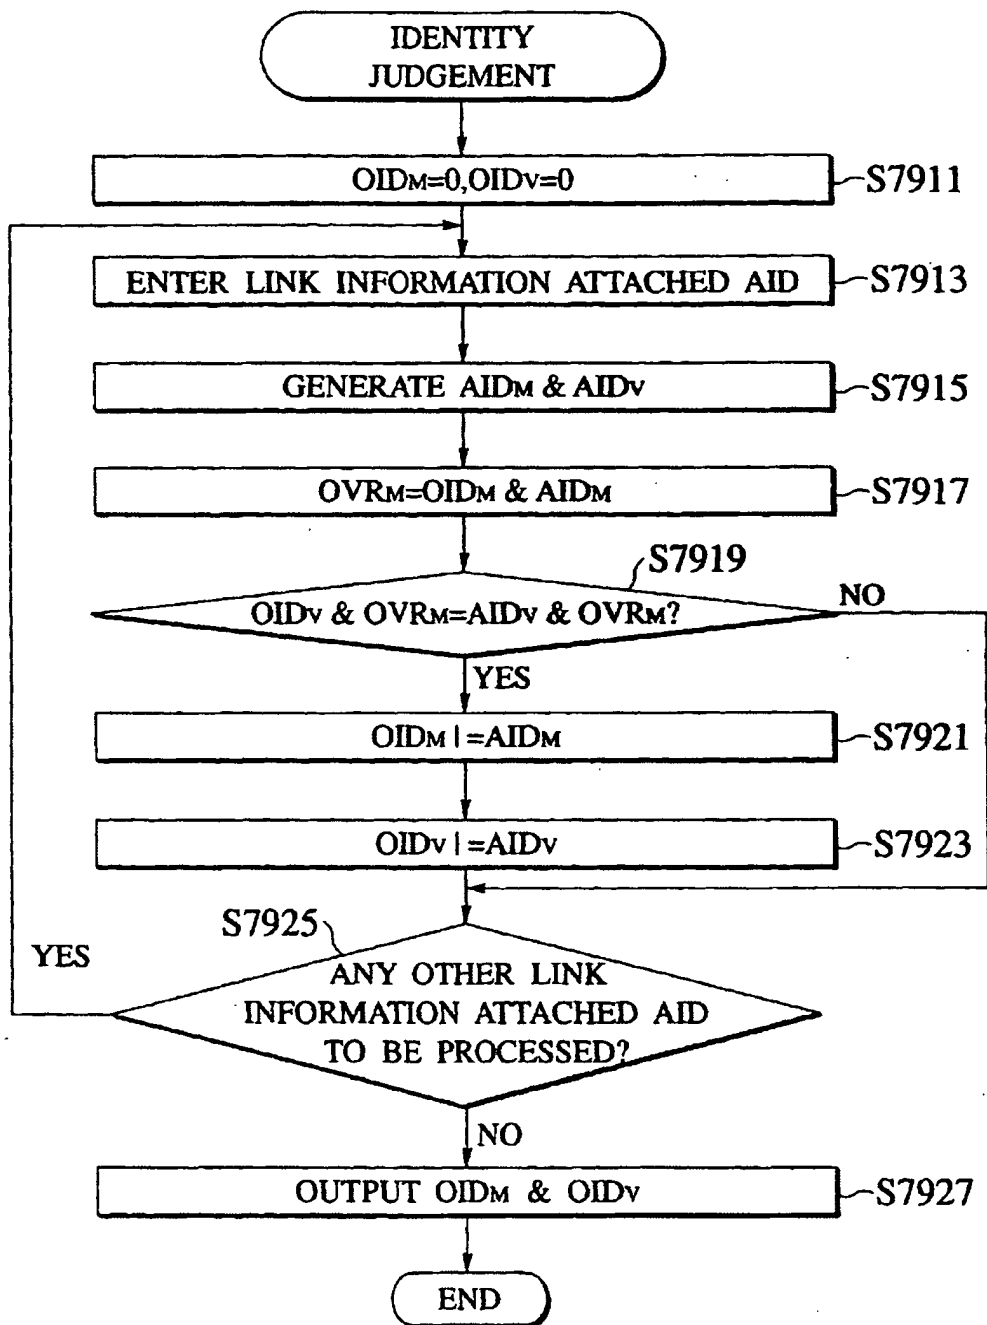 IDENTITY
JUDGEMENT
OIDM=0,OIDV=0
S7911
ENTER LINK INFORMATION ATTACHED AID
S7913
GENERATE AIDM & AIDV
S7915
OVRM=OIDM & AIDM
S7917
S7919
OIDV & OVRM=AIDV & OVRM?
NO
YES
OIDM |=AIDM
S7921
OIDV |=AIDV
S7923
S7925
YES
ANY OTHER LINK
INFORMATION ATTACHED AID
TO BE PROCESSED?
NO
OUTPUT OIDM & OIDV
S7927
END